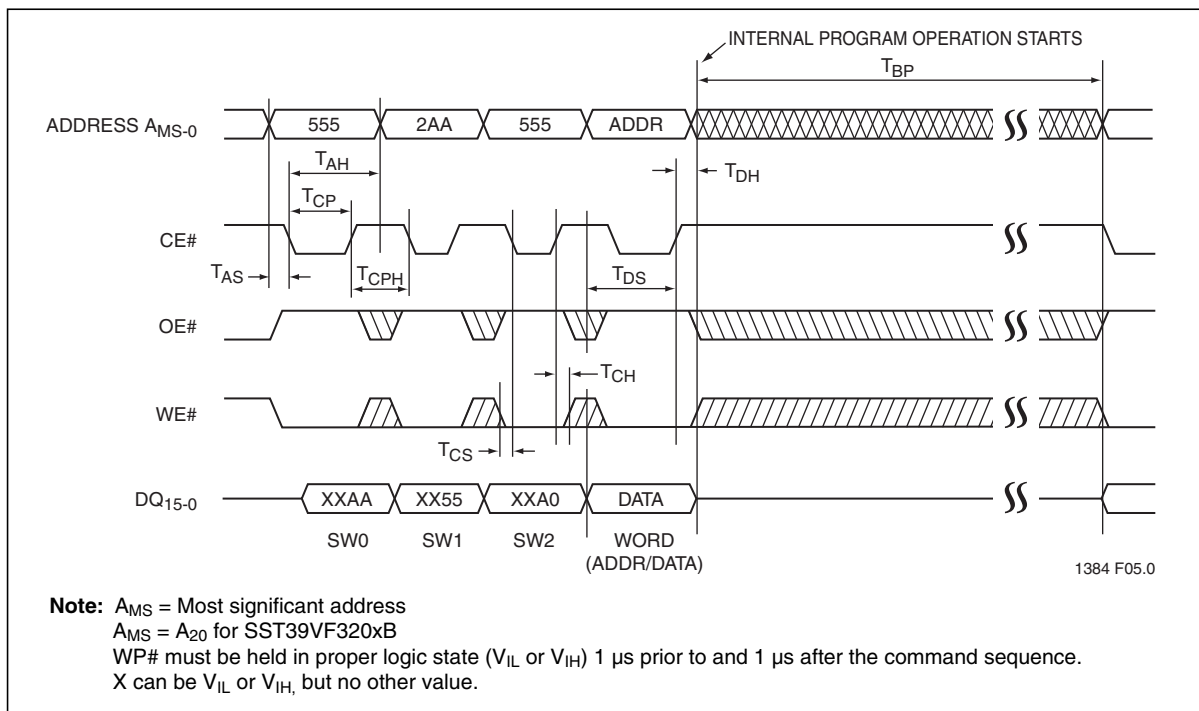 INTERNAL PROGRAM OPERATION STARTS
TBP
ADDRESS AMS-0
555
2AA
555
ADDR
TAH
TDH
TCP
CE#
TAS
TCPH
TDS
OE#
TCH
WE#
TCS
DQ15-0
XXAA
XX55
XXA0
DATA
SW0
SW1
SW2
WORD
(ADDR/DATA)
1384 F05.0
Note: AMS = Most significant address
AMS = A20 for SST39VF320xB
WP# must be held in proper logic state (VIL or VIH) 1 µs prior to and 1 µs after the command sequence.
X can be VIL or VIH, but no other value.